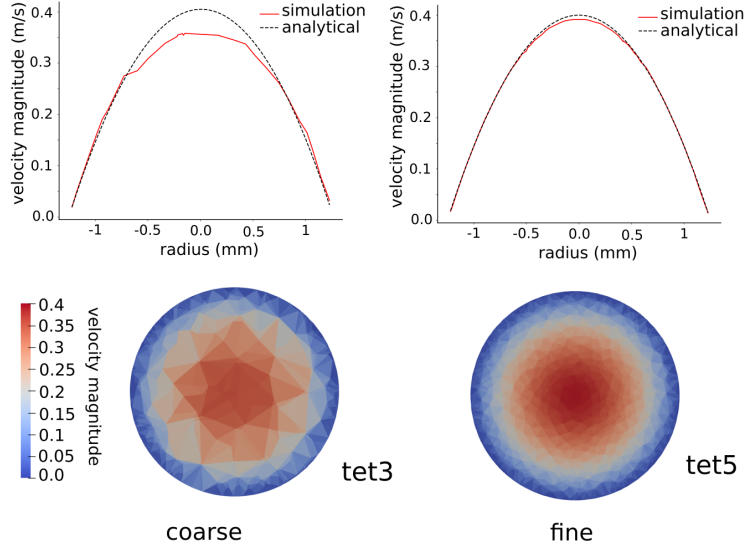 velocity magnitude (m/s)
0.4
0.3
0.2
0.1
0.0
-1
-0.5
0.0
0.5
1
radius (mm)
simulation
analytical
velocity magnitude (m/s)
0.4
0.3
0.2
0.1
0.0
-1
-0.5
0.0
0.5
1
radius (mm)
simulation
analytical
0.4
0.35
0.3
0.25
0.2
0.15
0.1
0.05
0.0
velocity magnitude
tet3
tet5
coarse
fine